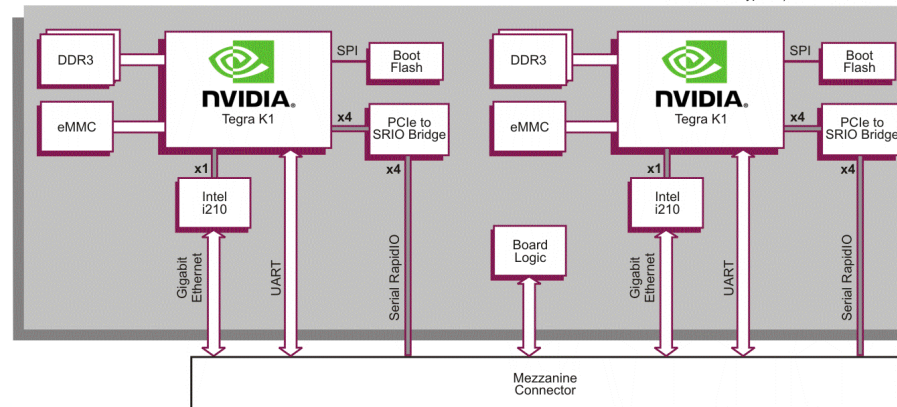 DDR3
eMMC
nVIDIA.
Tegra K1
SPI
Boot
Flash
x4
PCIe to
SRIO Bridge
x4
x1
Intel
i210
Gigabit
Ethernet
UART
Serial RapidIO
Board
Logic
DDR3
eMMC
nVIDIA.
Tegra K1
SPI
Boot
Flash
x4
PCIe to
SRIO Bridge
x4
x1
Intel
i210
Gigabit
Ethernet
UART
Serial RapidIO
Mezzanine
Connector